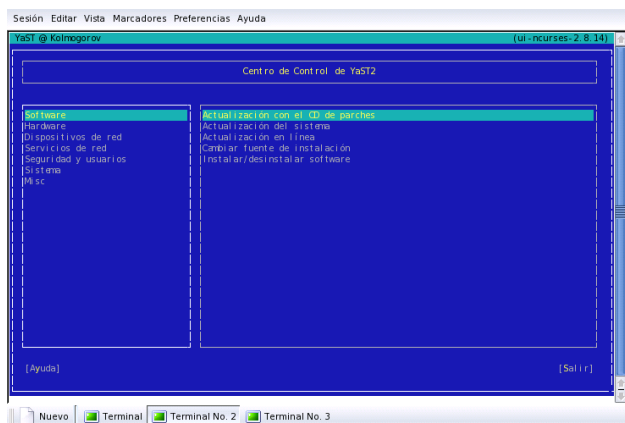 Sesión Editar Vista Marcadores Preferencias Ayuda
YaST @ Kolmogorov (ui-ncurses-2.8.14)
Centro de Control de YaST2
Software
Hardware
Dispositivos de red
Servicios de red
Seguridad y usuarios
Sistema
Misc
Actualización con el CD de parches
Actualización del sistema
Actualización en línea
Cambiar fuente de instalación
Instalar/desinstalar software
[Ayuda] [Salir]
Nuevo Terminal Terminal No. 2 Terminal No. 3